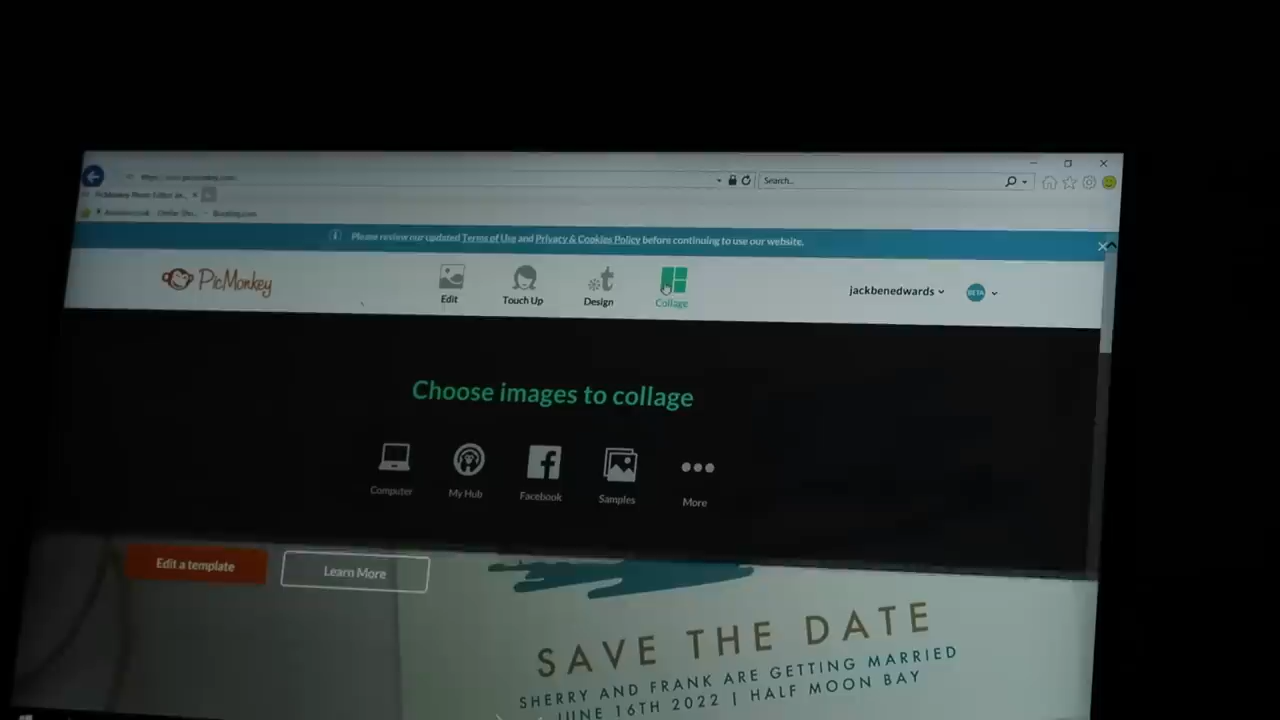 Search...
Please review our updated Terms of Use and Privacy & Cookies Policy before continuing to use our website.
PicMonkey
Edit
Touch Up
Design
Collage
jackbenedwards
BETA
Choose images to collage
Computer
My Hub
Facebook
Samples
More
Edit a template
Learn More
SAVE THE DATE
SHERRY AND FRANK ARE GETTING MARRIED
JUNE 16TH 2022 | HALF MOON BAY